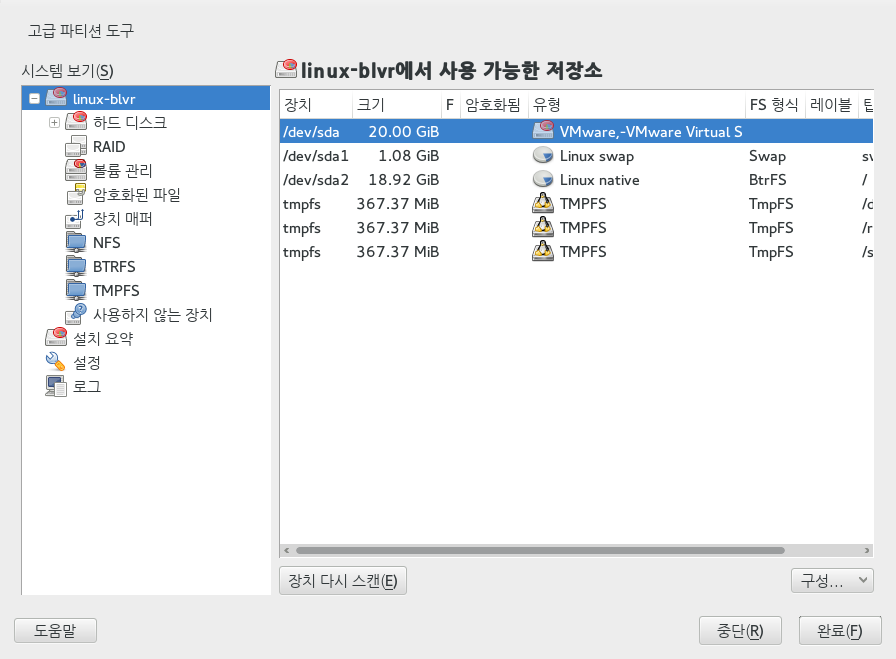 고급 파티션 도구
시스템 보기(S)
linux-blvr
하드 디스크
RAID
볼륨 관리
암호화된 파일
장치 매퍼
NFS
BTRFS
TMPFS
사용하지 않는 장치
설치 요약
설정
로그
linux-blvr에서 사용 가능한 저장소
장치 크기 F 암호화됨 유형 FS 형식 레이블
/dev/sda 20.00 GiB VMware,-VMware Virtual S
/dev/sda1 1.08 GiB Linux swap Swap
/dev/sda2 18.92 GiB Linux native BtrFS /
tmpfs 367.37 MiB TMPFS TmpFS
tmpfs 367.37 MiB TMPFS TmpFS
tmpfs 367.37 MiB TMPFS TmpFS
장치 다시 스캔(E)
구성...
도움말
중단(R)
완료(F)